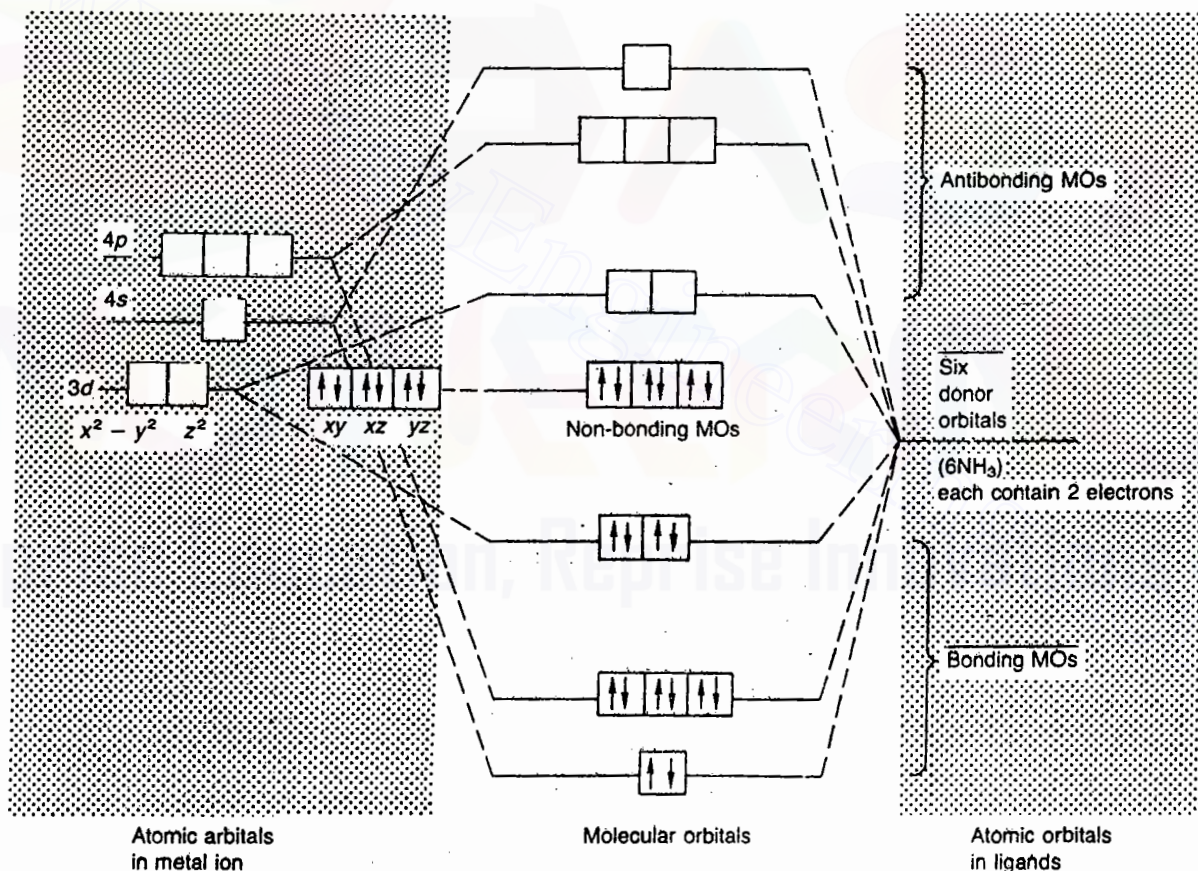 Antibonding MOs
4p
4s
3d
x² − y² z²
xy xz yz
Non-bonding MOs
Six
donor
orbitals
(6NH₃)
each contain 2 electrons
Bonding MOs
Atomic arbitals
in metal ion
Molecular orbitals
Atomic orbitals
in ligands